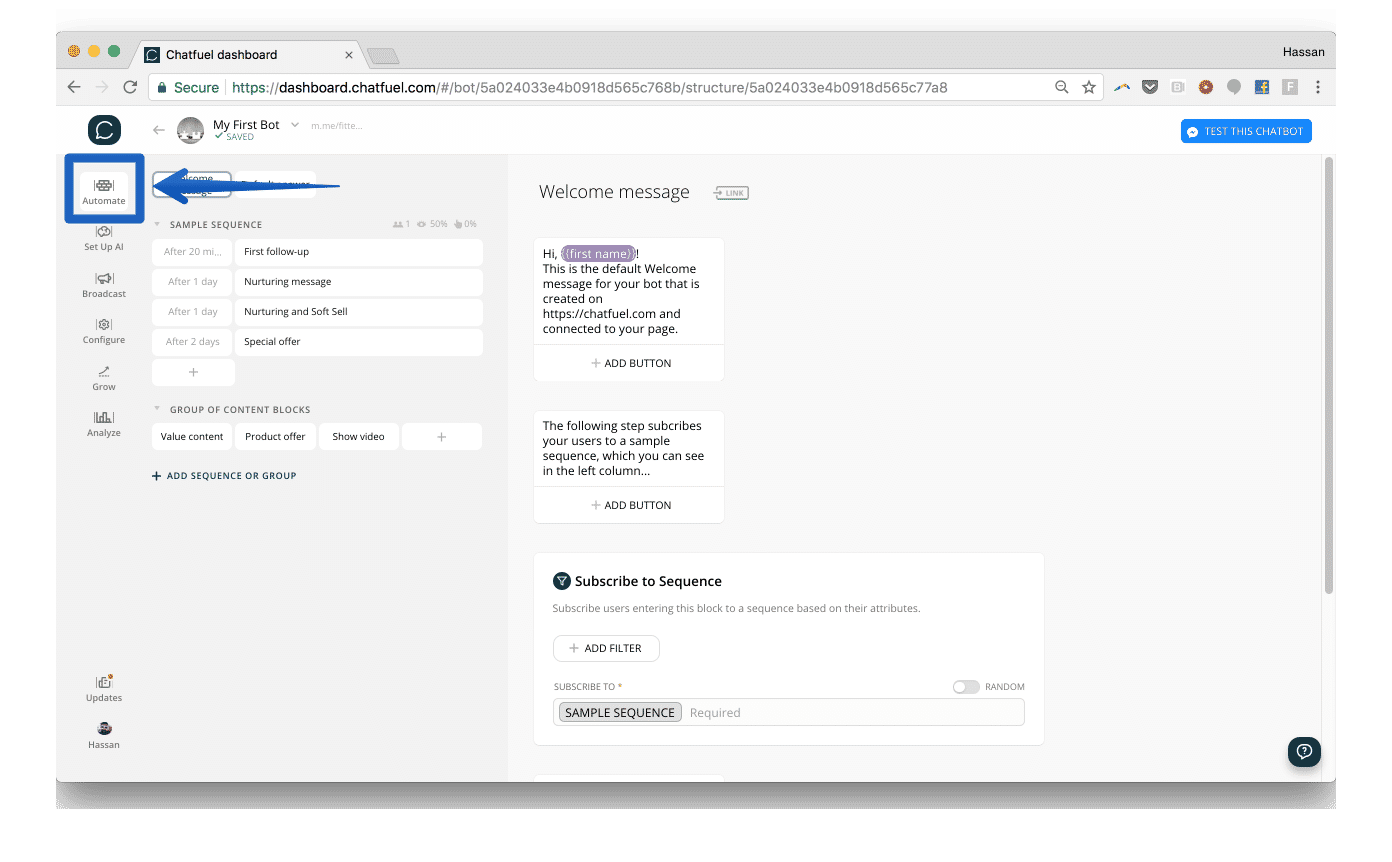 Chatfuel dashboard
Hassan
Secure https://dashboard.chatfuel.com/#/bot/5a024033e4b0918d565c768b/structure/5a024033e4b0918d565c77a8
My First Bot
m.me/fitte...
SAVED
TEST THIS CHATBOT
Automate
Set Up AI
Broadcast
Configure
Grow
Analyze
Updates
Hassan
SAMPLE SEQUENCE 1 50% 0%
After 20 mi... First follow-up
After 1 day Nurturing message
After 1 day Nurturing and Soft Sell
After 2 days Special offer
+
GROUP OF CONTENT BLOCKS
Value content Product offer Show video +
+ ADD SEQUENCE OR GROUP
Welcome message LINK
Hi, {{first name}}!
This is the default Welcome
message for your bot that is
created on
https://chatfuel.com and
connected to your page.
+ ADD BUTTON
The following step subcribes
your users to a sample
sequence, which you can see
in the left column...
+ ADD BUTTON
Subscribe to Sequence
Subscribe users entering this block to a sequence based on their attributes.
+ ADD FILTER
SUBSCRIBE TO * RANDOM
SAMPLE SEQUENCE Required